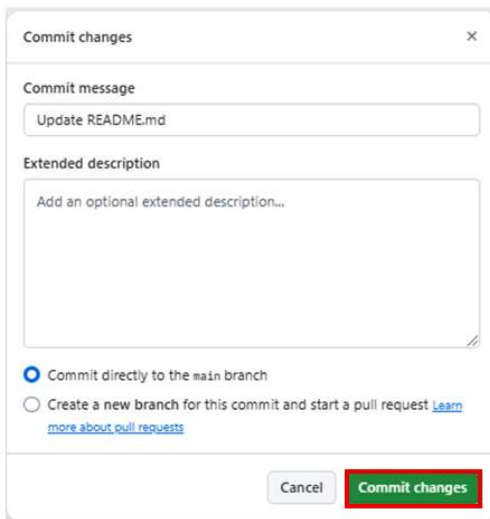 Commit changes ×
Commit message
Update README.md
Extended description
Add an optional extended description...
Commit directly to the main branch
Create a new branch for this commit and start a pull request Learn
more about pull requests
Cancel Commit changes